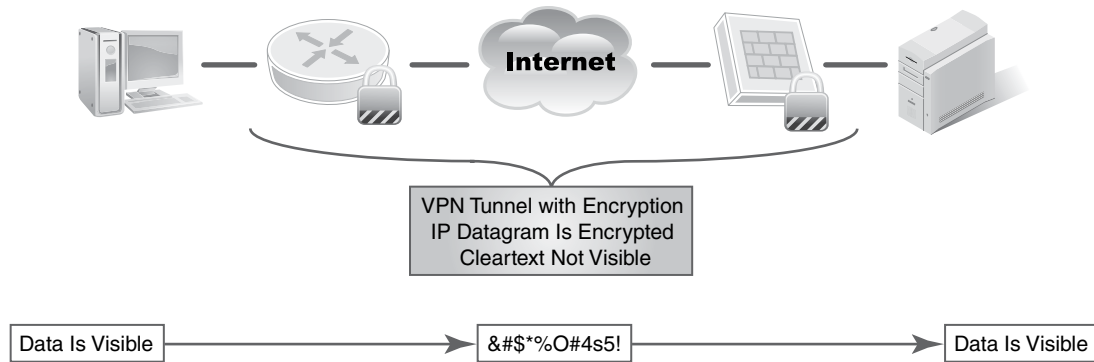 Internet
VPN Tunnel with Encryption
IP Datagram Is Encrypted
Cleartext Not Visible
Data Is Visible
&#$*%O#4s5!
Data Is Visible